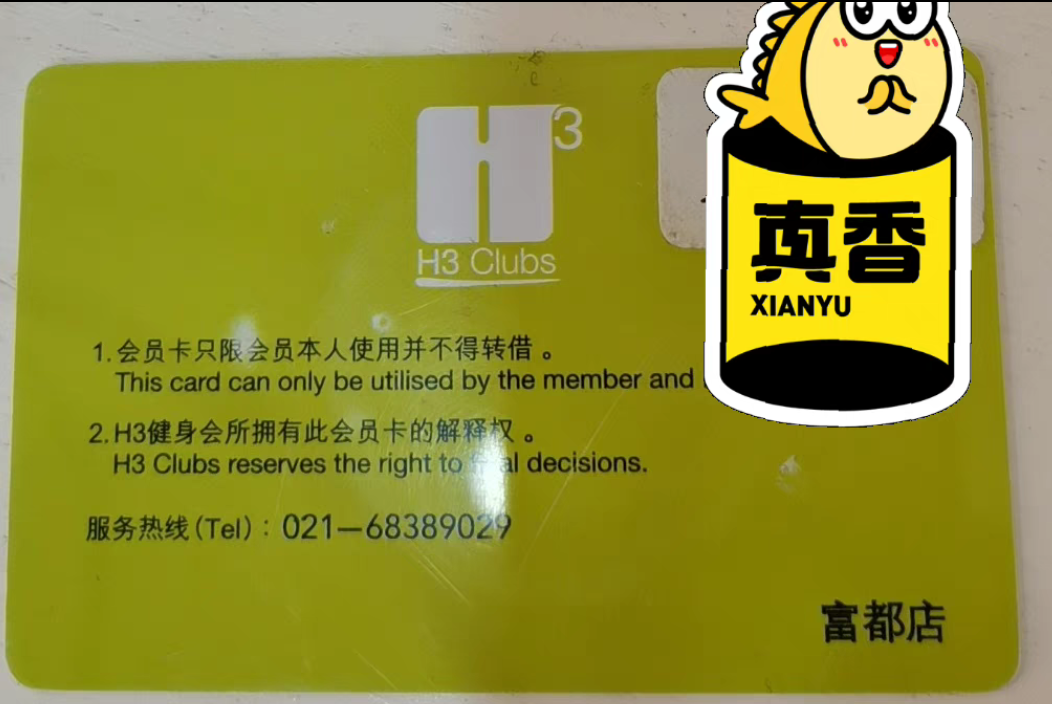 H3
H3 Clubs
真香
XIANYU
1.会员卡只限会员本人使用并不得转借。
This card can only be utilised by the member and
2.H3健身会所拥有此会员卡的解释权。
H3 Clubs reserves the right to final decisions.
服务热线(Tel)：021—68389029
富都店